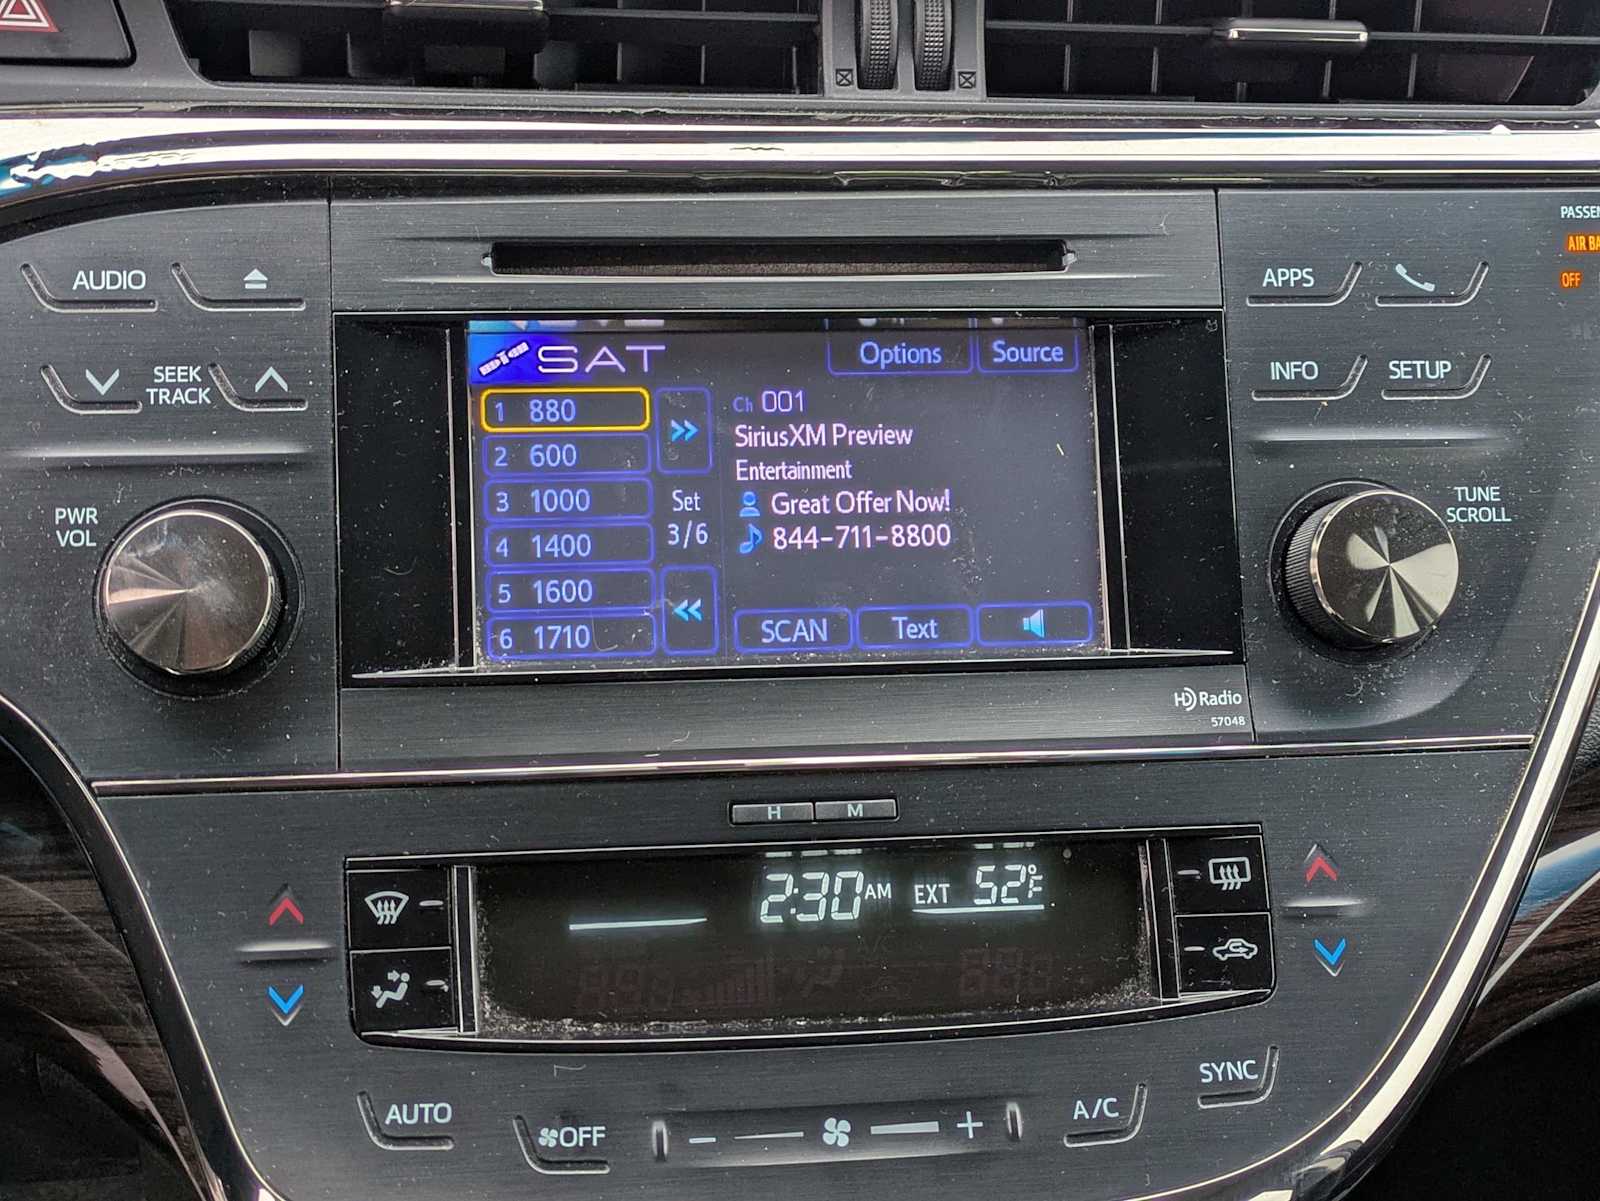 PASSEN
AIR BA
OFF
AUDIO
APPS
SAT
Options
Source
SEEK
TRACK
INFO
SETUP
1 880
2 600
3 1000
4 1400
5 1600
6 1710
Set
3/6
Ch 001
SiriusXM Preview
Entertainment
Great Offer Now!
844-711-8800
SCAN
Text
PWR
VOL
TUNE
SCROLL
HD Radio
57048
H
M
2:30 AM
EXT 52°F
AUTO
OFF
A/C
SYNC